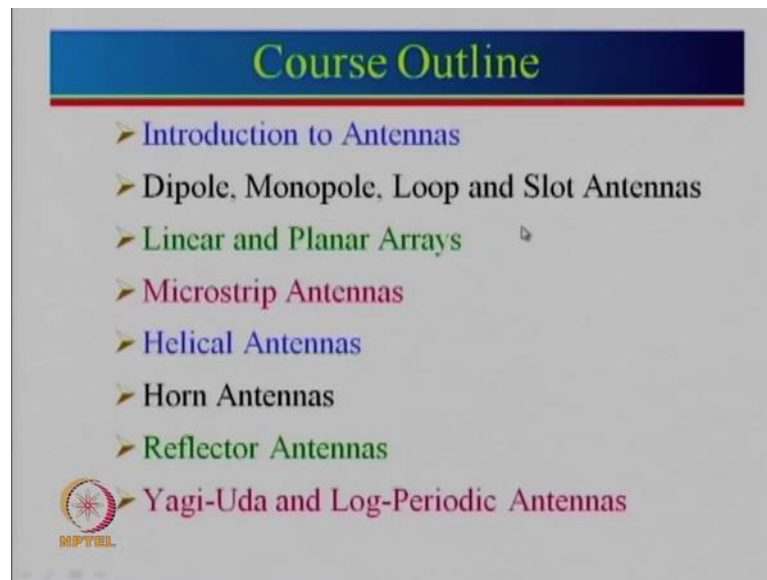 Course Outline
Introduction to Antennas
Dipole, Monopole, Loop and Slot Antennas
Linear and Planar Arrays
Microstrip Antennas
Helical Antennas
Horn Antennas
Reflector Antennas
Yagi-Uda and Log-Periodic Antennas
NPTEL